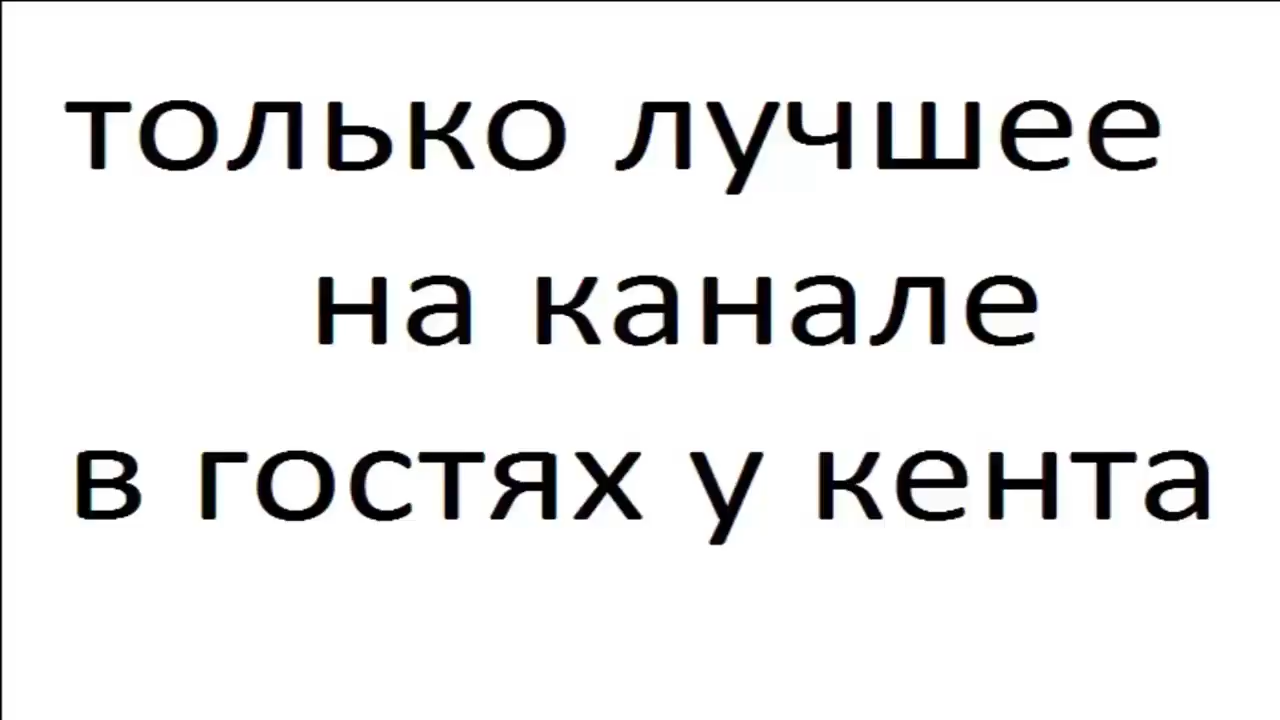 только лучшее
на канале
в гостях у кента